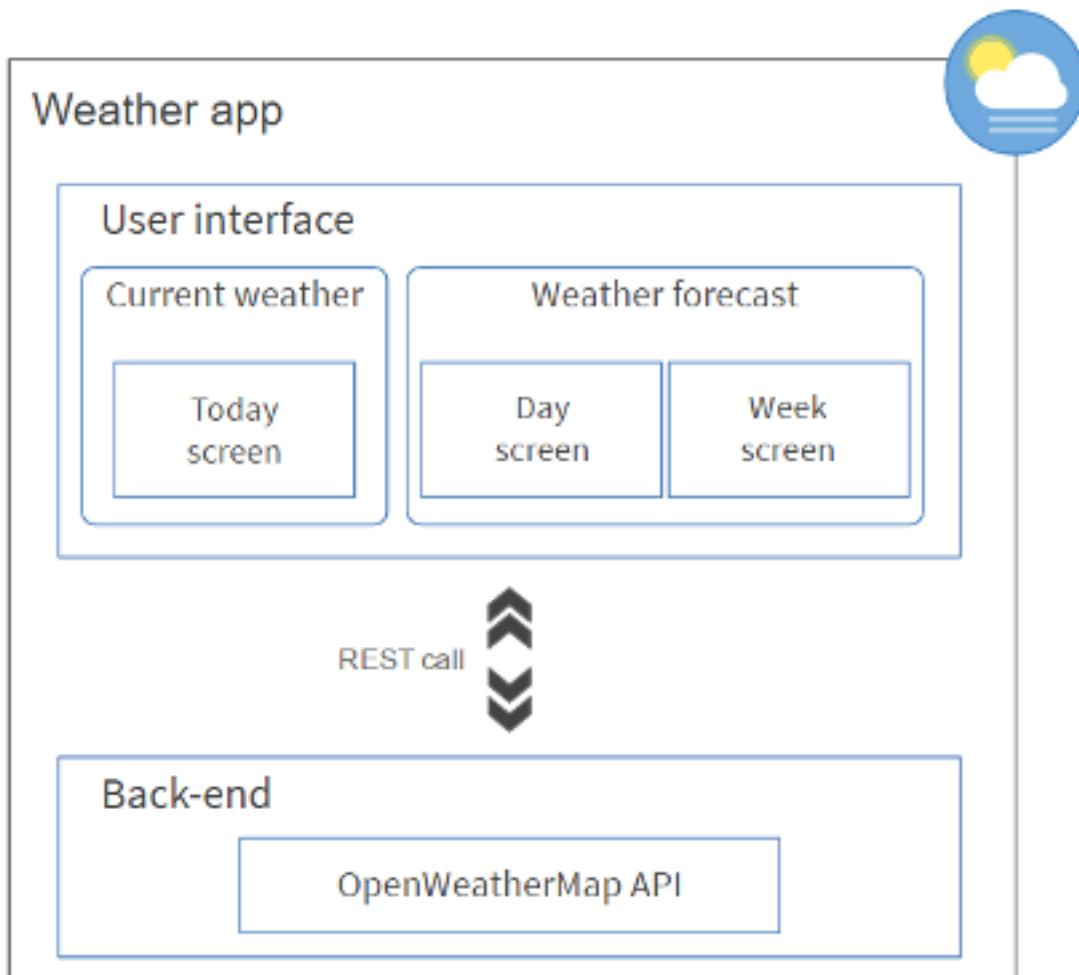 Weather app
User interface
Current weather
Weather forecast
Today
screen
Day
screen
Week
screen
REST call
Back-end
OpenWeatherMap API